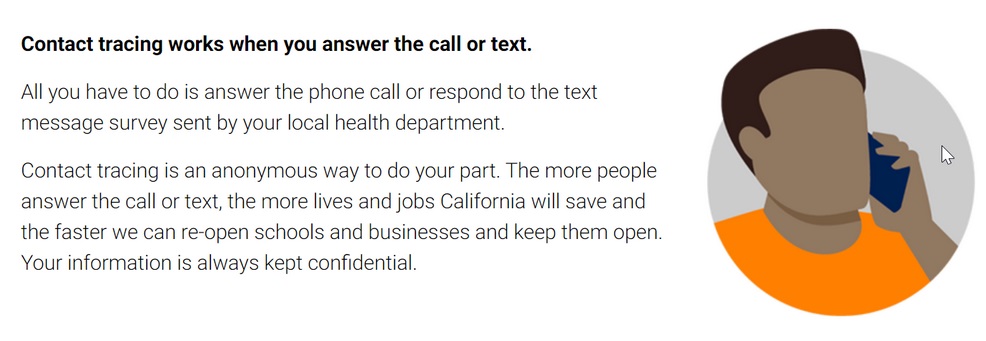 Contact tracing works when you answer the call or text.
All you have to do is answer the phone call or respond to the text
message survey sent by your local health department.
Contact tracing is an anonymous way to do your part. The more people
answer the call or text, the more lives and jobs California will save and
the faster we can re-open schools and businesses and keep them open.
Your information is always kept confidential.